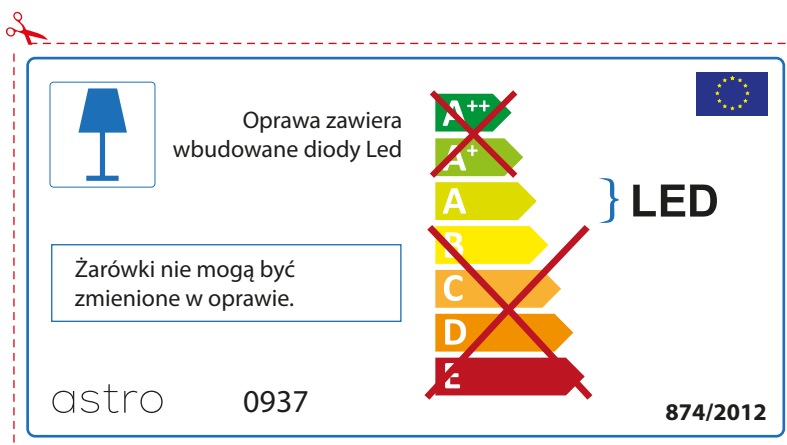 Oprawa zawiera
wbudowane diody Led
A++
A+
A
B
C
D
E
LED
Żarówki nie mogą być
zmienione w oprawie.
astro
0937
874/2012